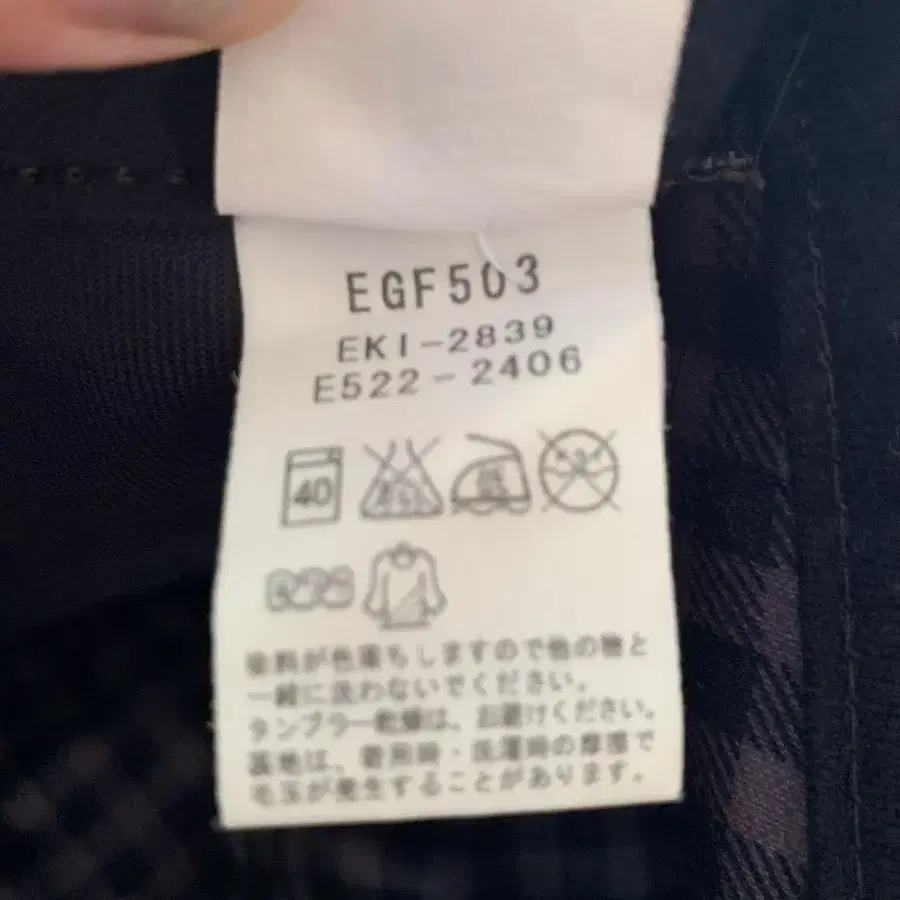 EGF503
EKI-2839
E522-2406
40
染料が色落ちしますので他の物と
一緒に洗わないでください。
タンブラー乾燥は、お避けください。
裏地は、着用時・洗濯時の摩擦で
毛玉が発生することがあります。